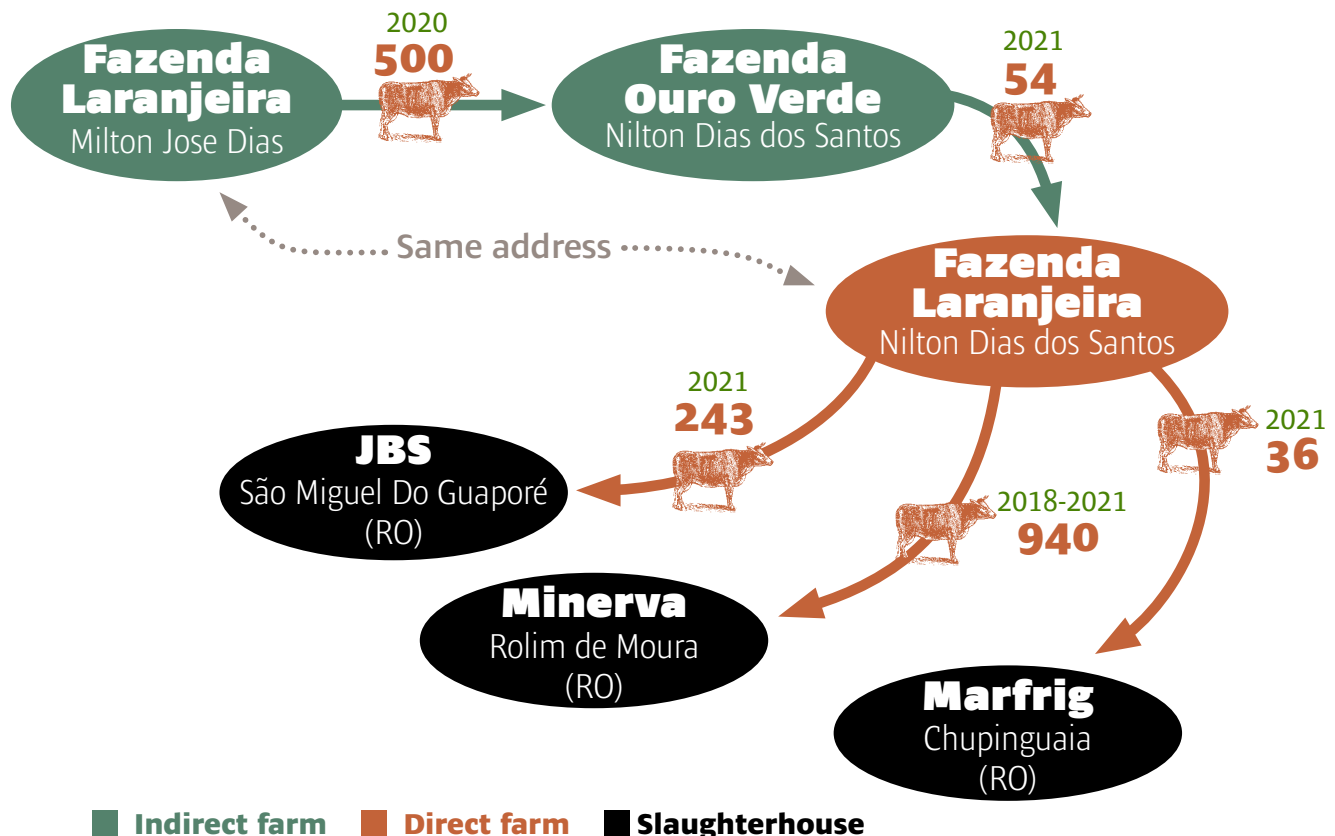 2020
500
Fazenda
Laranjeira
Milton Jose Dias
Fazenda
Ouro Verde
Nilton Dias dos Santos
2021
54
Same address
Fazenda
Laranjeira
Nilton Dias dos Santos
2021
243
JBS
São Miguel Do Guaporé
(RO)
2018-2021
940
Minerva
Rolim de Moura
(RO)
2021
36
Marfrig
Chupinguaia
(RO)
Indirect farm Direct farm Slaughterhouse